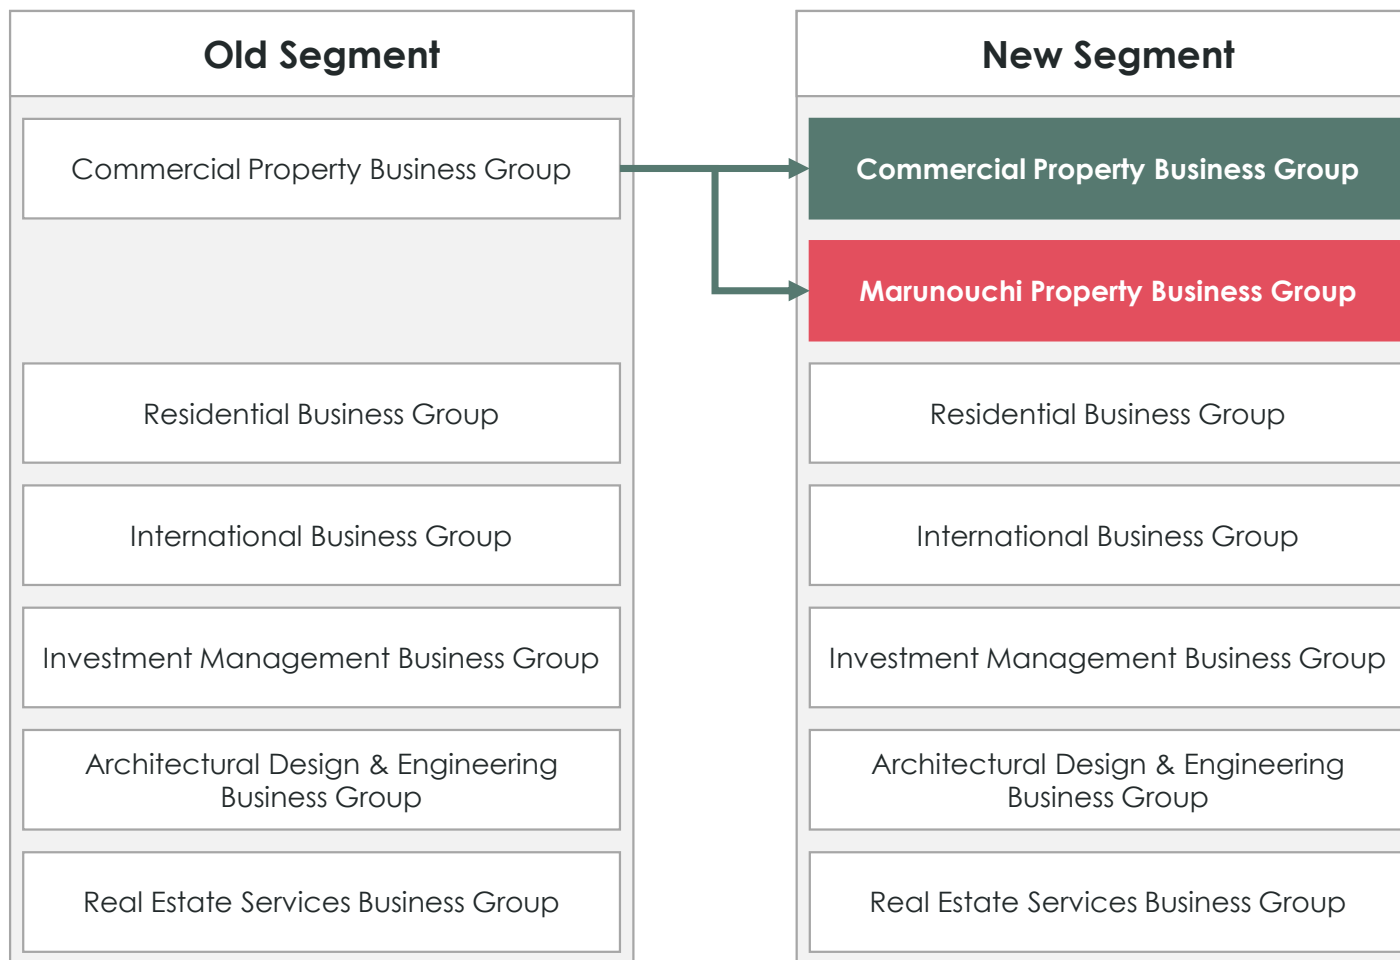 Old Segment
Commercial Property Business Group
Residential Business Group
International Business Group
Investment Management Business Group
Architectural Design & Engineering
Business Group
Real Estate Services Business Group
New Segment
Commercial Property Business Group
Marunouchi Property Business Group
Residential Business Group
International Business Group
Investment Management Business Group
Architectural Design & Engineering
Business Group
Real Estate Services Business Group